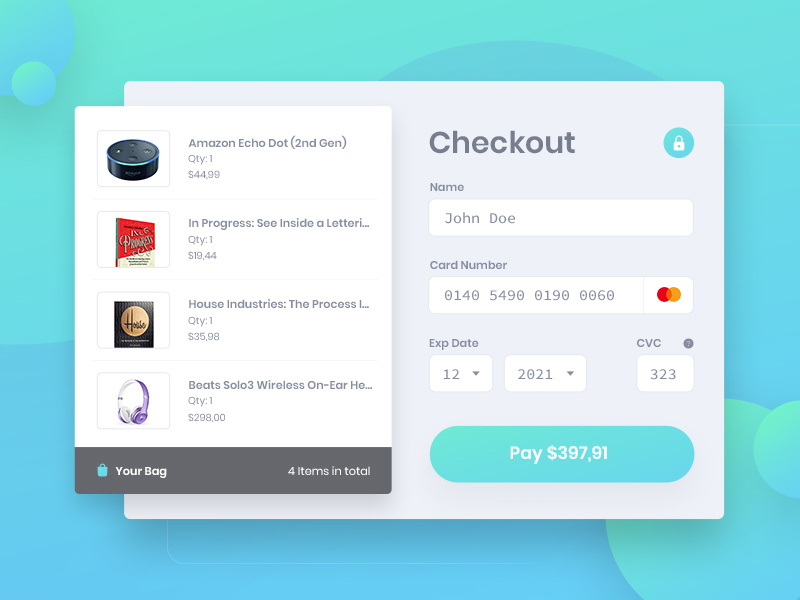 Amazon Echo Dot (2nd Gen)
Qty: 1
$44,99
In Progress: See Inside a Letteri...
Qty: 1
$19,44
IN
PROGRESS
House Industries: The Process I...
Qty: 1
$35,98
House
Beats Solo3 Wireless On-Ear He...
Qty: 1
$298,00
Your Bag
4 Items in total
Checkout
Name
John Doe
Card Number
0140 5490 0190 0060
Exp Date
CVC ?
12
2021
323
Pay $397,91